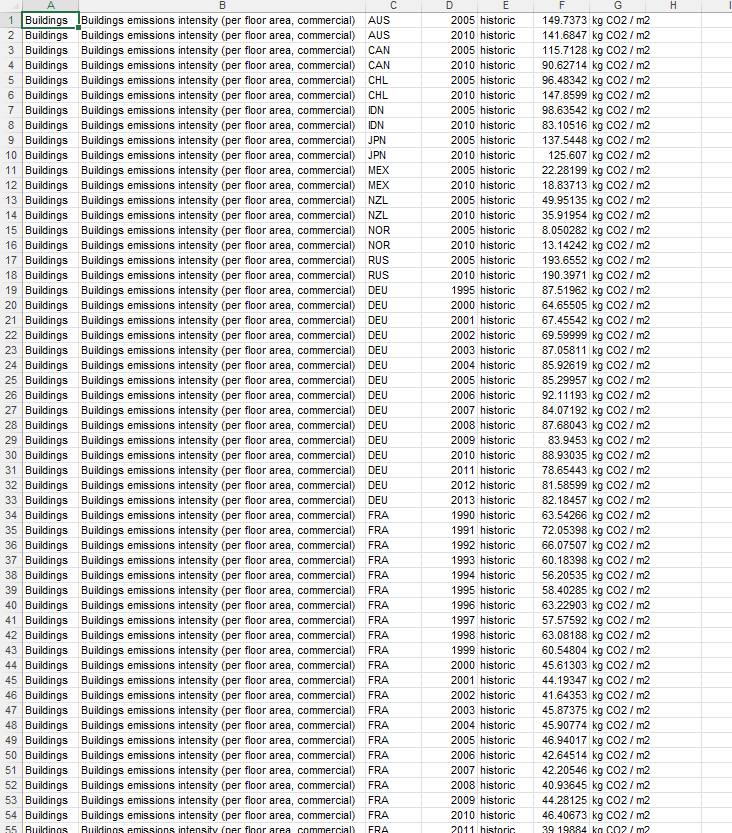 A B C D E F G H I
1 Buildings Buildings emissions intensity (per floor area, commercial) AUS 2005 historic 149.7373 kg CO2 / m2
2 Buildings Buildings emissions intensity (per floor area, commercial) AUS 2010 historic 141.6847 kg CO2 / m2
3 Buildings Buildings emissions intensity (per floor area, commercial) CAN 2005 historic 115.7128 kg CO2 / m2
4 Buildings Buildings emissions intensity (per floor area, commercial) CAN 2010 historic 90.62714 kg CO2 / m2
5 Buildings Buildings emissions intensity (per floor area, commercial) CHL 2005 historic 96.48342 kg CO2 / m2
6 Buildings Buildings emissions intensity (per floor area, commercial) CHL 2010 historic 147.8599 kg CO2 / m2
7 Buildings Buildings emissions intensity (per floor area, commercial) IDN 2005 historic 98.63542 kg CO2 / m2
8 Buildings Buildings emissions intensity (per floor area, commercial) IDN 2010 historic 83.10516 kg CO2 / m2
9 Buildings Buildings emissions intensity (per floor area, commercial) JPN 2005 historic 137.5448 kg CO2 / m2
10 Buildings Buildings emissions intensity (per floor area, commercial) JPN 2010 historic 125.607 kg CO2 / m2
11 Buildings Buildings emissions intensity (per floor area, commercial) MEX 2005 historic 22.28199 kg CO2 / m2
12 Buildings Buildings emissions intensity (per floor area, commercial) MEX 2010 historic 18.83713 kg CO2 / m2
13 Buildings Buildings emissions intensity (per floor area, commercial) NZL 2005 historic 49.95135 kg CO2 / m2
14 Buildings Buildings emissions intensity (per floor area, commercial) NZL 2010 historic 35.91954 kg CO2 / m2
15 Buildings Buildings emissions intensity (per floor area, commercial) NOR 2005 historic 8.050282 kg CO2 / m2
16 Buildings Buildings emissions intensity (per floor area, commercial) NOR 2010 historic 13.14242 kg CO2 / m2
17 Buildings Buildings emissions intensity (per floor area, commercial) RUS 2005 historic 193.6552 kg CO2 / m2
18 Buildings Buildings emissions intensity (per floor area, commercial) RUS 2010 historic 190.3971 kg CO2 / m2
19 Buildings Buildings emissions intensity (per floor area, commercial) DEU 1995 historic 87.51962 kg CO2 / m2
20 Buildings Buildings emissions intensity (per floor area, commercial) DEU 2000 historic 64.65505 kg CO2 / m2
21 Buildings Buildings emissions intensity (per floor area, commercial) DEU 2001 historic 67.45542 kg CO2 / m2
22 Buildings Buildings emissions intensity (per floor area, commercial) DEU 2002 historic 69.59999 kg CO2 / m2
23 Buildings Buildings emissions intensity (per floor area, commercial) DEU 2003 historic 87.05811 kg CO2 / m2
24 Buildings Buildings emissions intensity (per floor area, commercial) DEU 2004 historic 85.92619 kg CO2 / m2
25 Buildings Buildings emissions intensity (per floor area, commercial) DEU 2005 historic 85.29957 kg CO2 / m2
26 Buildings Buildings emissions intensity (per floor area, commercial) DEU 2006 historic 92.11193 kg CO2 / m2
27 Buildings Buildings emissions intensity (per floor area, commercial) DEU 2007 historic 84.07192 kg CO2 / m2
28 Buildings Buildings emissions intensity (per floor area, commercial) DEU 2008 historic 87.68043 kg CO2 / m2
29 Buildings Buildings emissions intensity (per floor area, commercial) DEU 2009 historic 83.9453 kg CO2 / m2
30 Buildings Buildings emissions intensity (per floor area, commercial) DEU 2010 historic 88.93035 kg CO2 / m2
31 Buildings Buildings emissions intensity (per floor area, commercial) DEU 2011 historic 78.65443 kg CO2 / m2
32 Buildings Buildings emissions intensity (per floor area, commercial) DEU 2012 historic 81.58599 kg CO2 / m2
33 Buildings Buildings emissions intensity (per floor area, commercial) DEU 2013 historic 82.18457 kg CO2 / m2
34 Buildings Buildings emissions intensity (per floor area, commercial) FRA 1990 historic 63.54266 kg CO2 / m2
35 Buildings Buildings emissions intensity (per floor area, commercial) FRA 1991 historic 72.05398 kg CO2 / m2
36 Buildings Buildings emissions intensity (per floor area, commercial) FRA 1992 historic 66.07507 kg CO2 / m2
37 Buildings Buildings emissions intensity (per floor area, commercial) FRA 1993 historic 60.18398 kg CO2 / m2
38 Buildings Buildings emissions intensity (per floor area, commercial) FRA 1994 historic 56.20535 kg CO2 / m2
39 Buildings Buildings emissions intensity (per floor area, commercial) FRA 1995 historic 58.40285 kg CO2 / m2
40 Buildings Buildings emissions intensity (per floor area, commercial) FRA 1996 historic 63.22903 kg CO2 / m2
41 Buildings Buildings emissions intensity (per floor area, commercial) FRA 1997 historic 57.57592 kg CO2 / m2
42 Buildings Buildings emissions intensity (per floor area, commercial) FRA 1998 historic 63.08188 kg CO2 / m2
43 Buildings Buildings emissions intensity (per floor area, commercial) FRA 1999 historic 60.54804 kg CO2 / m2
44 Buildings Buildings emissions intensity (per floor area, commercial) FRA 2000 historic 45.61303 kg CO2 / m2
45 Buildings Buildings emissions intensity (per floor area, commercial) FRA 2001 historic 44.19347 kg CO2 / m2
46 Buildings Buildings emissions intensity (per floor area, commercial) FRA 2002 historic 41.64353 kg CO2 / m2
47 Buildings Buildings emissions intensity (per floor area, commercial) FRA 2003 historic 45.87375 kg CO2 / m2
48 Buildings Buildings emissions intensity (per floor area, commercial) FRA 2004 historic 45.90774 kg CO2 / m2
49 Buildings Buildings emissions intensity (per floor area, commercial) FRA 2005 historic 46.94017 kg CO2 / m2
50 Buildings Buildings emissions intensity (per floor area, commercial) FRA 2006 historic 42.64514 kg CO2 / m2
51 Buildings Buildings emissions intensity (per floor area, commercial) FRA 2007 historic 42.20546 kg CO2 / m2
52 Buildings Buildings emissions intensity (per floor area, commercial) FRA 2008 historic 40.93645 kg CO2 / m2
53 Buildings Buildings emissions intensity (per floor area, commercial) FRA 2009 historic 44.28125 kg CO2 / m2
54 Buildings Buildings emissions intensity (per floor area, commercial) FRA 2010 historic 46.40673 kg CO2 / m2
55 Buildings Buildings emissions intensity (per floor area, commercial) FRA 2011 historic 39.19884 kg CO2 / m2